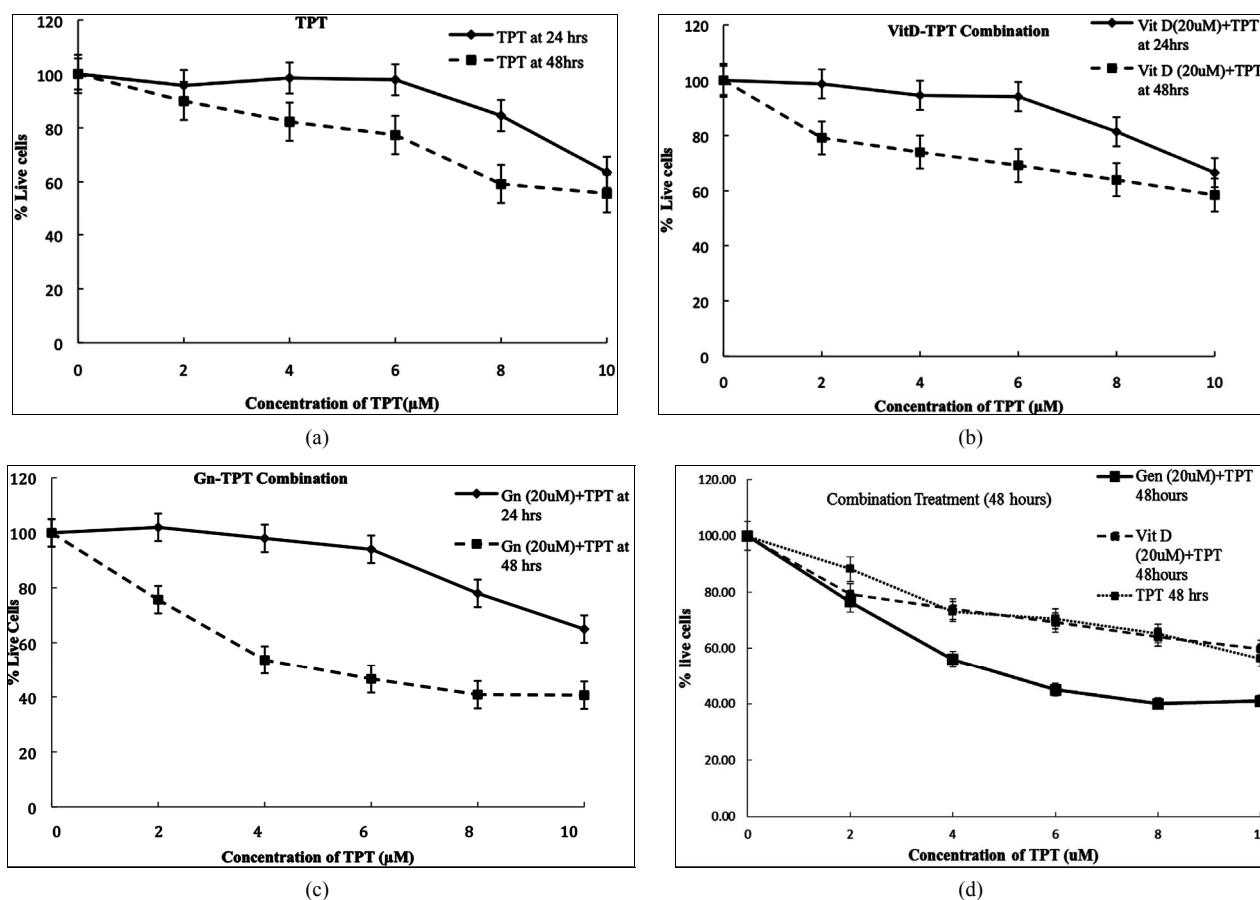 TPT
TPT at 24 hrs
TPT at 48hrs
120
100
80
60
40
20
0
% Live cells
0 2 4 6 8 10
Concentration of TPT(µM)
(a)
VitD-TPT Combination
Vit D(20uM)+TPT
at 24hrs
Vit D (20uM)+TPT
at 48hrs
120
100
80
60
40
20
0
% Live cells
0 2 4 6 8 10
Concentration of TPT (µM)
(b)
Gn-TPT Combination
Gn (20uM)+TPT at
24 hrs
Gn (20uM)+TPT at
48 hrs
120
100
80
60
40
20
0
% Live Cells
0 2 4 6 8 10
Concentration of TPT (µM)
(c)
Combination Treatment (48 hours)
Gen (20uM)+TPT
48hours
Vit D
(20uM)+TPT
48hours
TPT 48 hrs
120.00
100.00
80.00
60.00
40.00
20.00
0.00
% live cells
0 2 4 6 8 1
Concentration of TPT (uM)
(d)